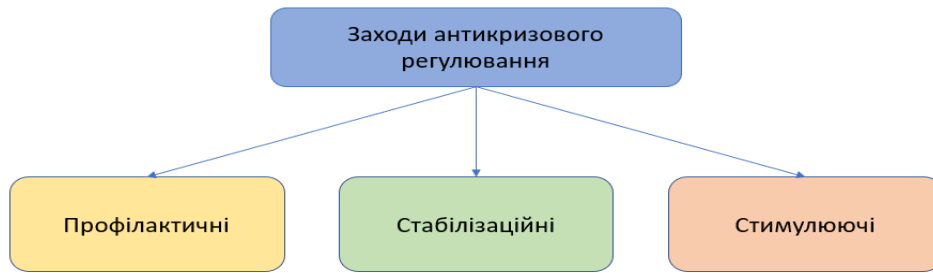 Заходи антикризового
регулювання
Профілактичні
Стабілізаційні
Стимулюючі